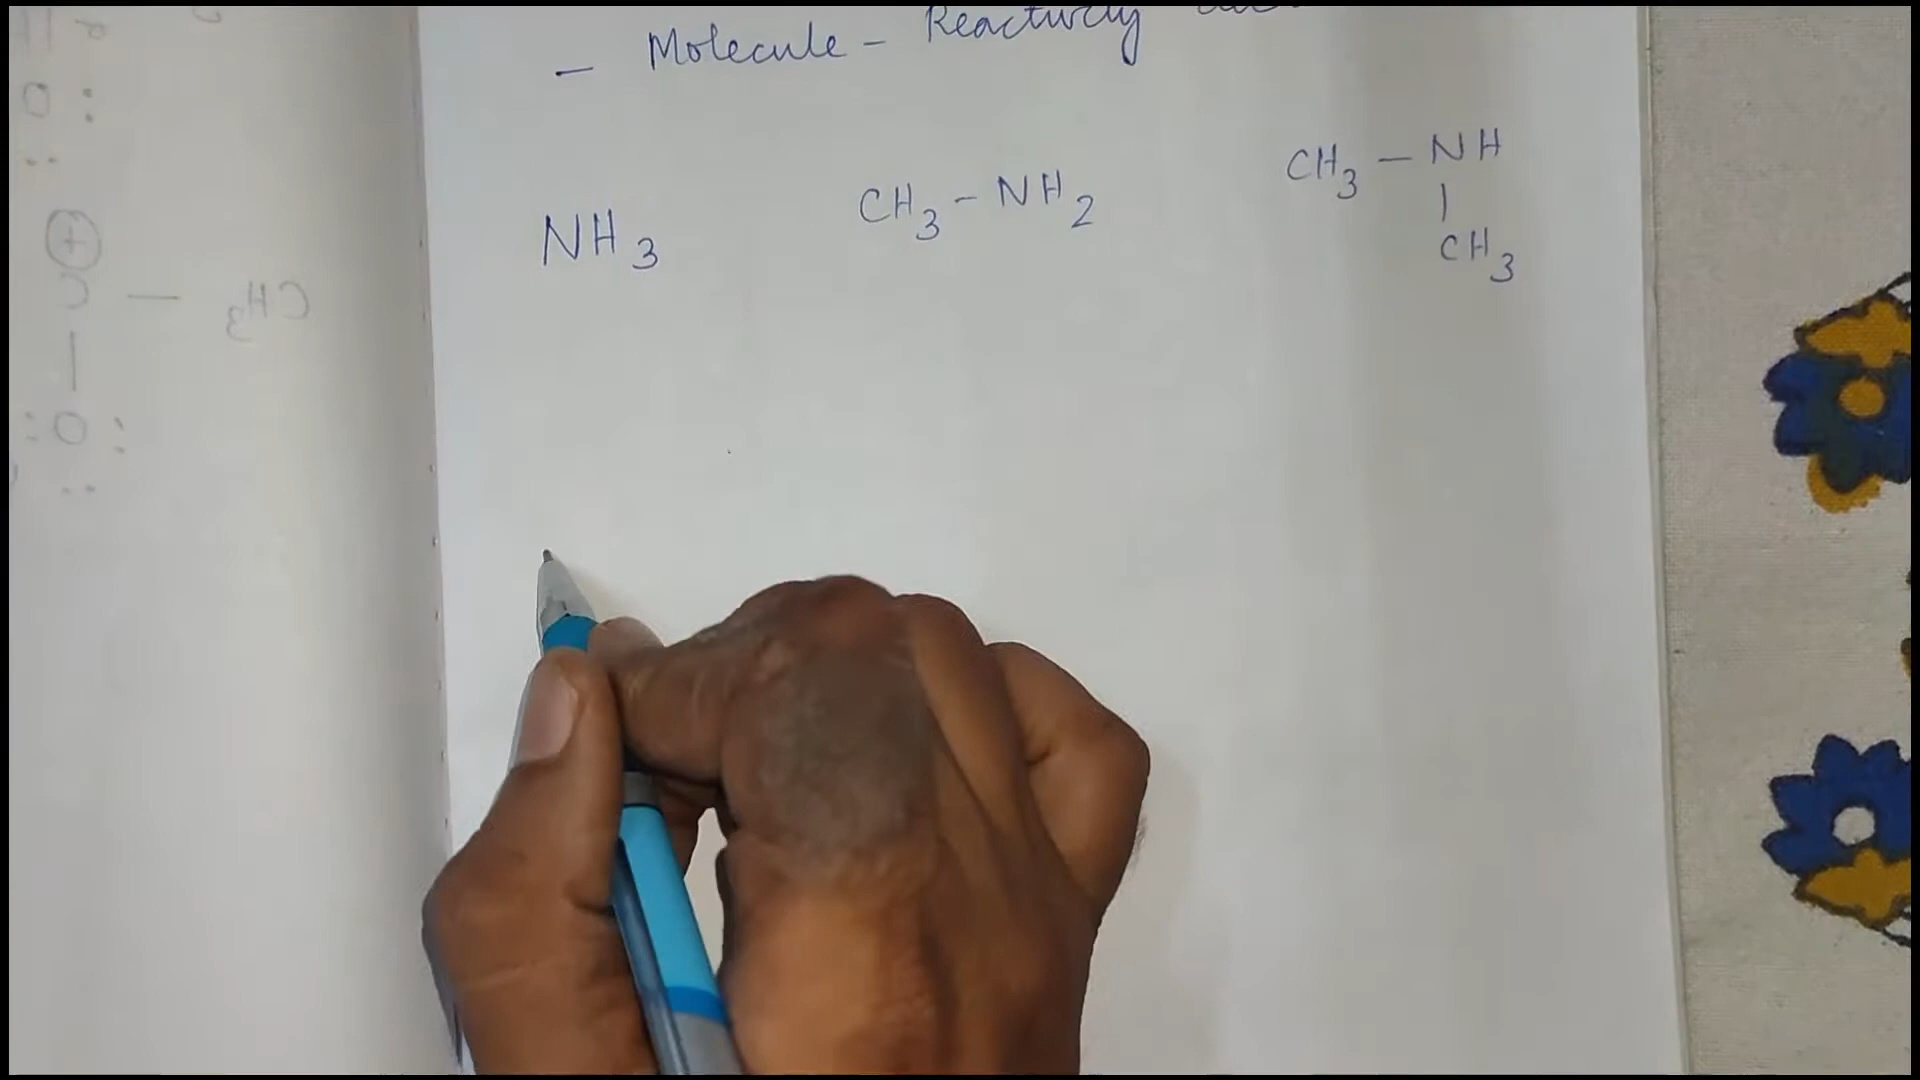 - Molecule - Reactivity
NH3 CH3-NH2 CH3-NH
|
CH3